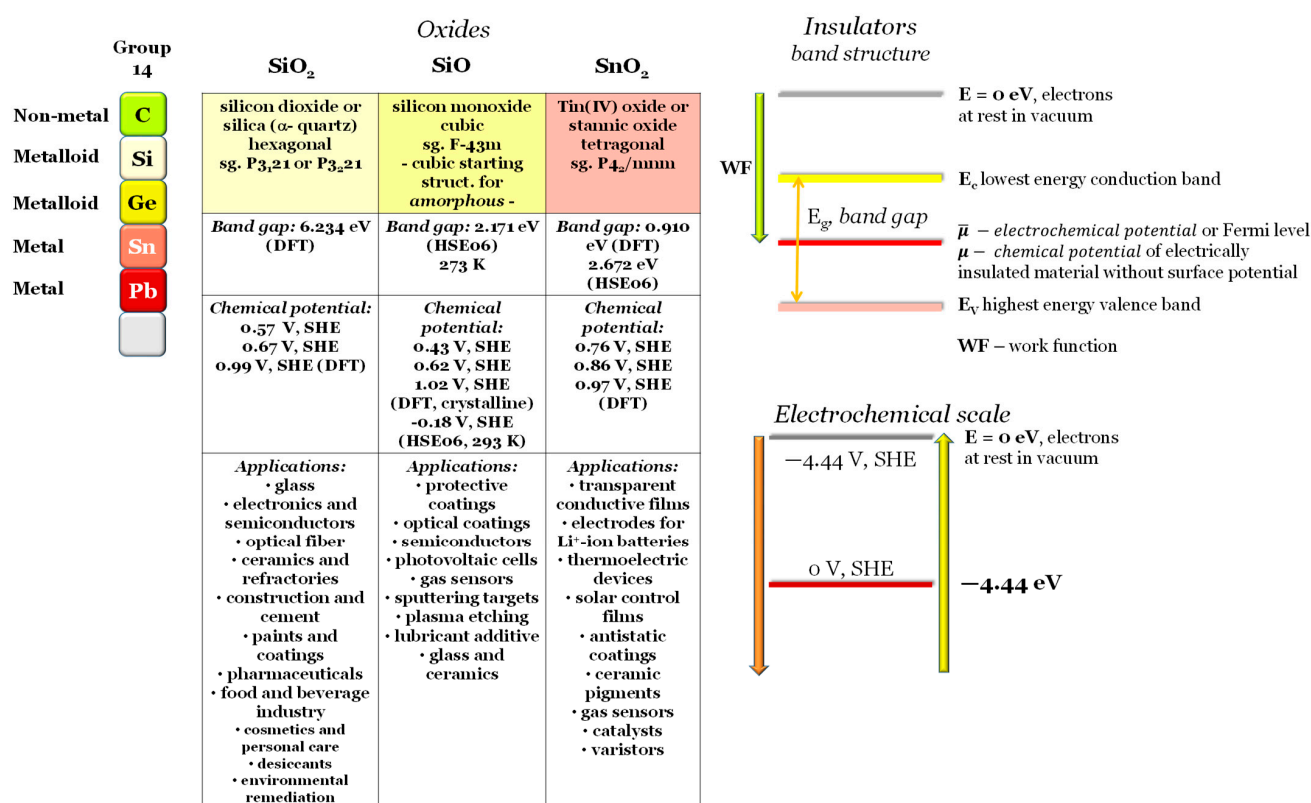 Oxides
Insulators
band structure
Group
14
SiO₂
SiO
SnO₂
Non-metal
C
Metalloid
Si
Metalloid
Ge
Metal
Sn
Metal
Pb
silicon dioxide or
silica (α- quartz)
hexagonal
sg. P3₁21 or P3₂21
silicon monoxide
cubic
sg. F-43m
- cubic starting
struct. for
amorphous -
Tin(IV) oxide or
stannic oxide
tetragonal
sg. P4₂/mnm
Band gap: 6.234 eV
(DFT)
Band gap: 2.171 eV
(HSE06)
273 K
Band gap: 0.910
eV (DFT)
2.672 eV
(HSE06)
Chemical potential:
0.57 V, SHE
0.67 V, SHE
0.99 V, SHE (DFT)
Chemical
potential:
0.43 V, SHE
0.62 V, SHE
1.02 V, SHE
(DFT, crystalline)
-0.18 V, SHE
(HSE06, 293 K)
Chemical
potential:
0.76 V, SHE
0.86 V, SHE
0.97 V, SHE
(DFT)
Applications:
• glass
• electronics and
semiconductors
• optical fiber
• ceramics and
refractories
• construction and
cement
• paints and
coatings
• pharmaceuticals
• food and beverage
industry
• cosmetics and
personal care
• desiccants
• environmental
remediation
Applications:
• protective
coatings
• optical coatings
• semiconductors
• photovoltaic cells
• gas sensors
• sputtering targets
• plasma etching
• lubricant additive
• glass and
ceramics
Applications:
• transparent
conductive films
• electrodes for
Li⁺-ion batteries
• thermoelectric
devices
• solar control
films
• antistatic
coatings
• ceramic
pigments
• gas sensors
• catalysts
• varistors
E = 0 eV, electrons
at rest in vacuum
WF
E_c lowest energy conduction band
E_g, band gap
μ̅ – electrochemical potential or Fermi level
μ – chemical potential of electrically
insulated material without surface potential
E_V highest energy valence band
WF – work function
Electrochemical scale
E = 0 eV, electrons
at rest in vacuum
–4.44 V, SHE
0 V, SHE
–4.44 eV